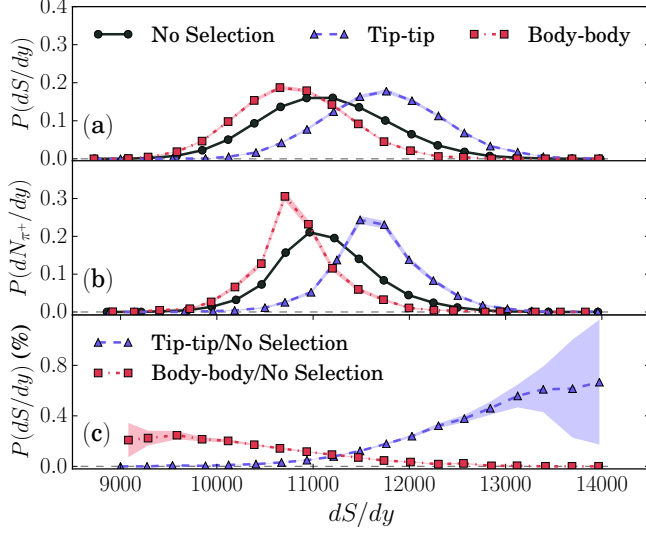 0.4
No Selection Tip-tip Body-body
0.3
0.2
0.1
0.0
P(dS/dy)
(a)
0.3
0.2
0.1
0.0
P(dN_{π+}/dy)
(b)
Tip-tip/No Selection
Body-body/No Selection
0.8
0.4
0.0
P(dS/dy) (%)
(c)
9000 10000 11000 12000 13000 14000
dS/dy